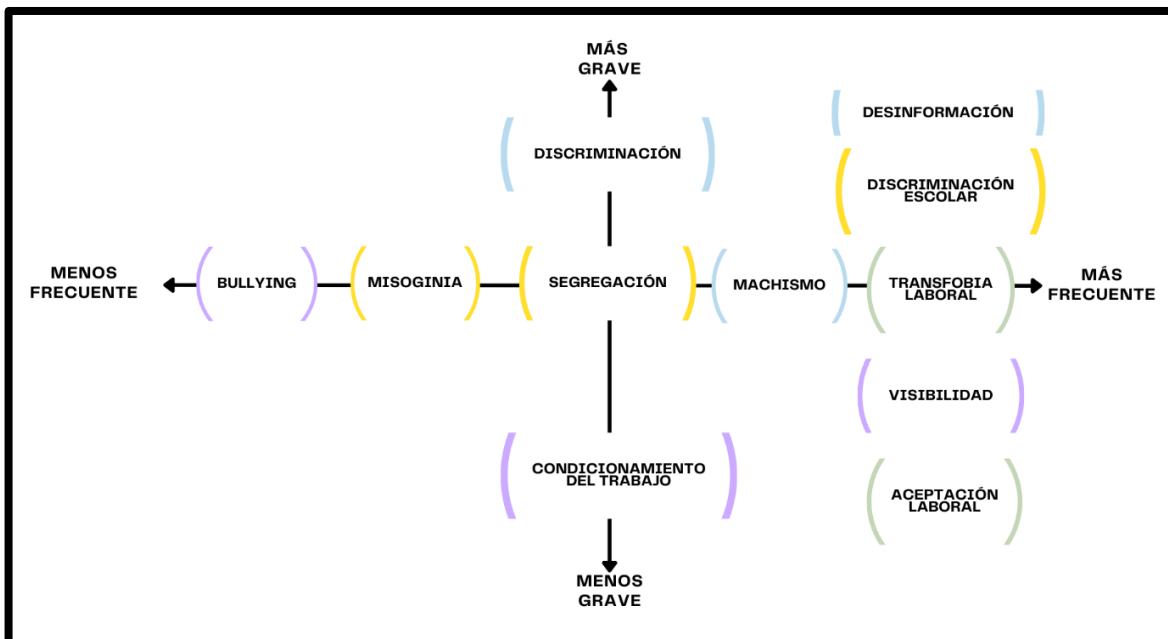 MÁS
GRAVE
DESINFORMACIÓN
DISCRIMINACIÓN
DISCRIMINACIÓN
ESCOLAR
MENOS
FRECUENTE
BULLYING
MISOGINIA
SEGREGACIÓN
MACHISMO
TRANSFOBIA
LABORAL
MÁS
FRECUENTE
VISIBILIDAD
CONDICIONAMIENTO
DEL TRABAJO
ACEPTACIÓN
LABORAL
MENOS
GRAVE